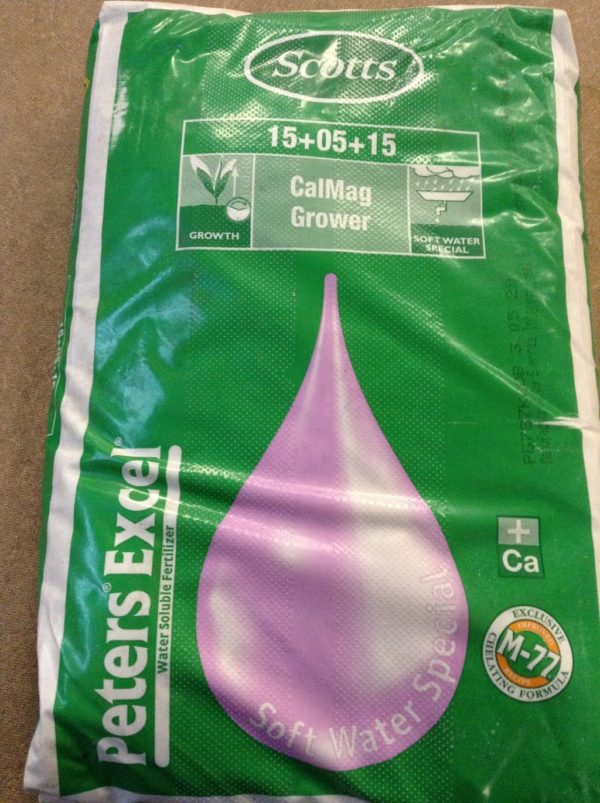 Scotts
15+05+15
CalMag
Grower
GROWTH
SOFT WATER
SPECIAL
Peters® Excel®
Water Soluble Fertilizer
Soft Water Special
+
Ca
EXCLUSIVE
IMPROVED
M-77
CHELATING FORMULA